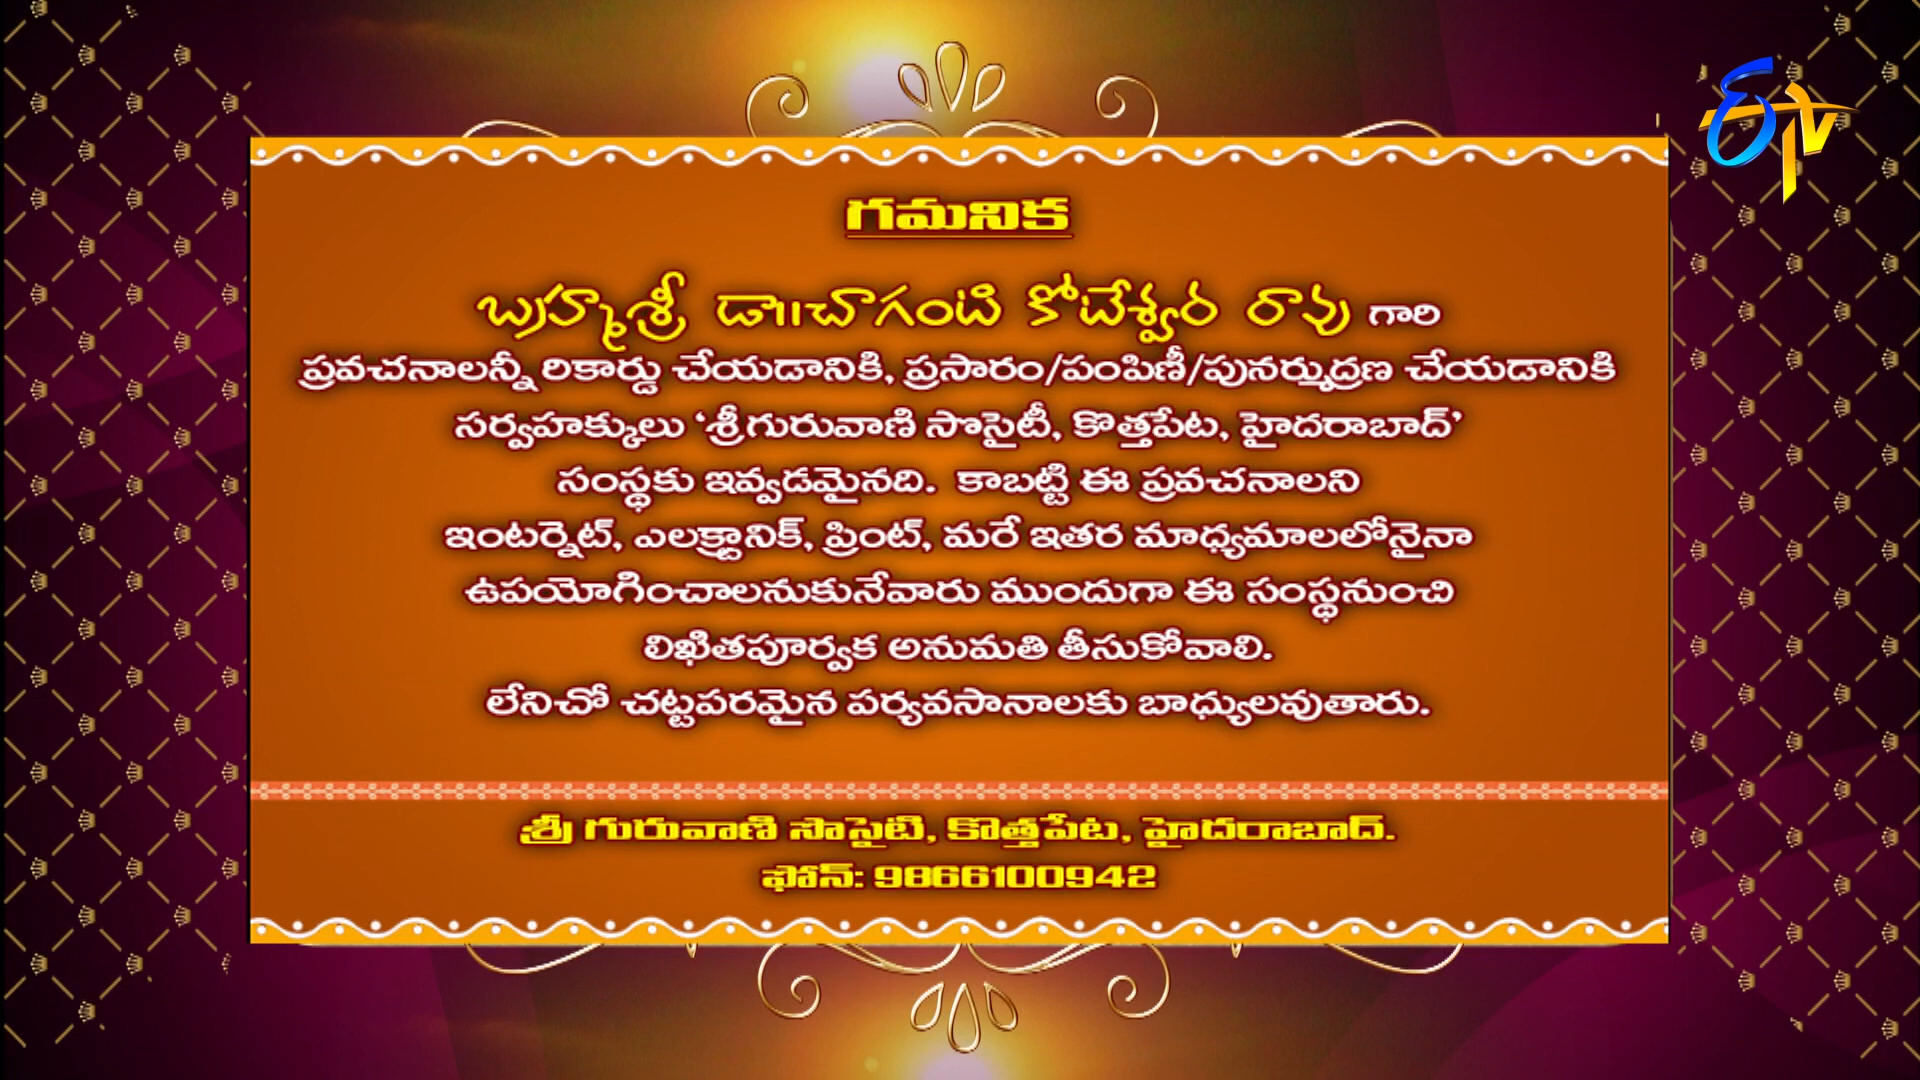 ETV
గమనిక
బ్రహ్మశ్రీ డా॥చాగంటి కోటేశ్వర రావు గారి
ప్రవచనాలన్నీ రికార్డు చేయడానికి, ప్రసారం/పంపిణీ/పునర్ముద్రణ చేయడానికి
సర్వహక్కులు ‘శ్రీగురువాణి సొసైటీ, కొత్తపేట, హైదరాబాద్’
సంస్థకు ఇవ్వడమైనది. కాబట్టి ఈ ప్రవచనాలని
ఇంటర్నెట్, ఎలక్ట్రానిక్, ప్రింట్, మరే ఇతర మాధ్యమాలలోనైనా
ఉపయోగించాలనుకునేవారు ముందుగా ఈ సంస్థనుంచి
లిఖితపూర్వక అనుమతి తీసుకోవాలి.
లేనిచో చట్టపరమైన పర్యవసానాలకు బాధ్యులవుతారు.
శ్రీ గురువాణి సొసైటి, కొత్తపేట, హైదరాబాద్.
ఫోన్: 9866100942